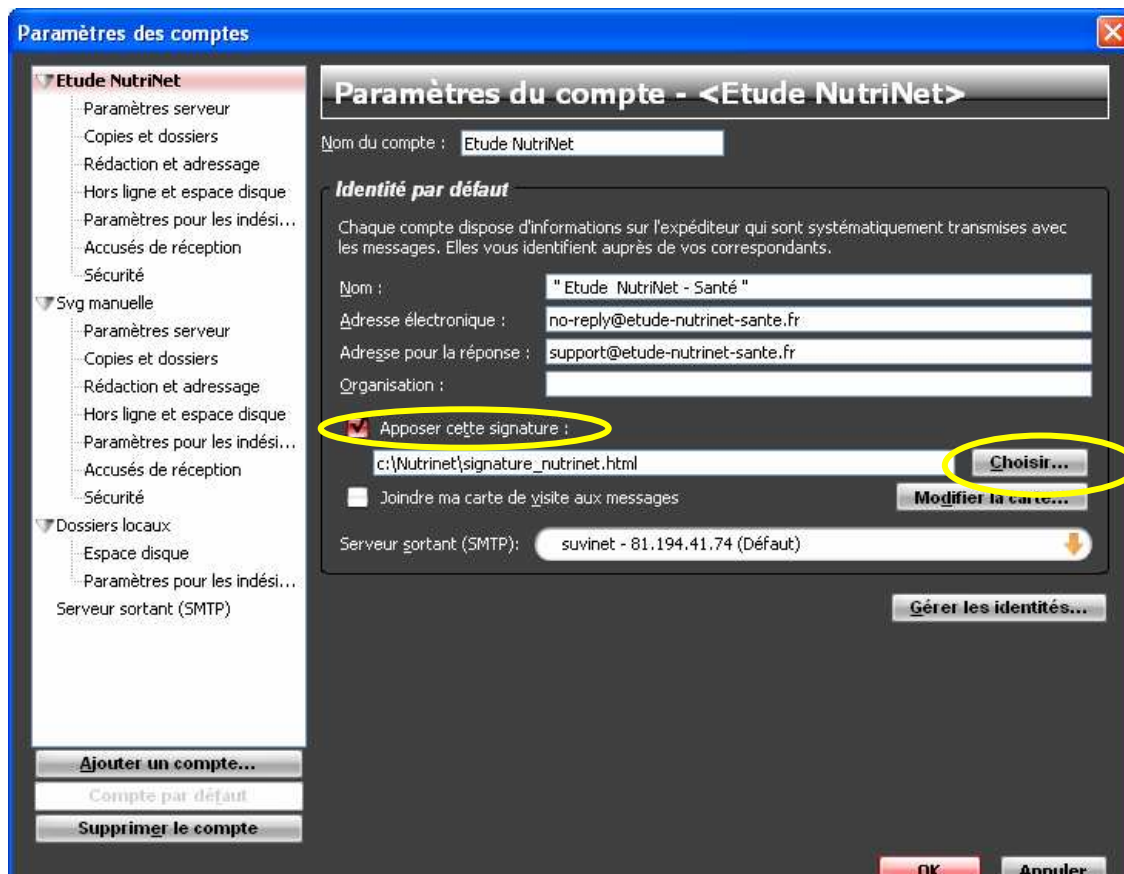 Paramètres des comptes
Etude NutriNet
Paramètres serveur
Copies et dossiers
Rédaction et adressage
Hors ligne et espace disque
Paramètres pour les indési...
Accusés de réception
Sécurité
Svg manuelle
Paramètres serveur
Copies et dossiers
Rédaction et adressage
Hors ligne et espace disque
Paramètres pour les indési...
Accusés de réception
Sécurité
Dossiers locaux
Espace disque
Paramètres pour les indési...
Serveur sortant (SMTP)
Ajouter un compte...
Compte par défaut
Supprimer le compte
Paramètres du compte - <Etude NutriNet>
Nom du compte : Etude NutriNet
Identité par défaut
Chaque compte dispose d'informations sur l'expéditeur qui sont systématiquement transmises avec
les messages. Elles vous identifient auprès de vos correspondants.
Nom : " Etude NutriNet - Santé "
Adresse électronique : no-reply@etude-nutrinet-sante.fr
Adresse pour la réponse : support@etude-nutrinet-sante.fr
Organisation :
Apposer cette signature :
c:\Nutrinet\signature_nutrinet.html Choisir...
Joindre ma carte de visite aux messages Modifier la carte...
Serveur sortant (SMTP): suvinet - 81.194.41.74 (Défaut)
Gérer les identités...
OK Annuler